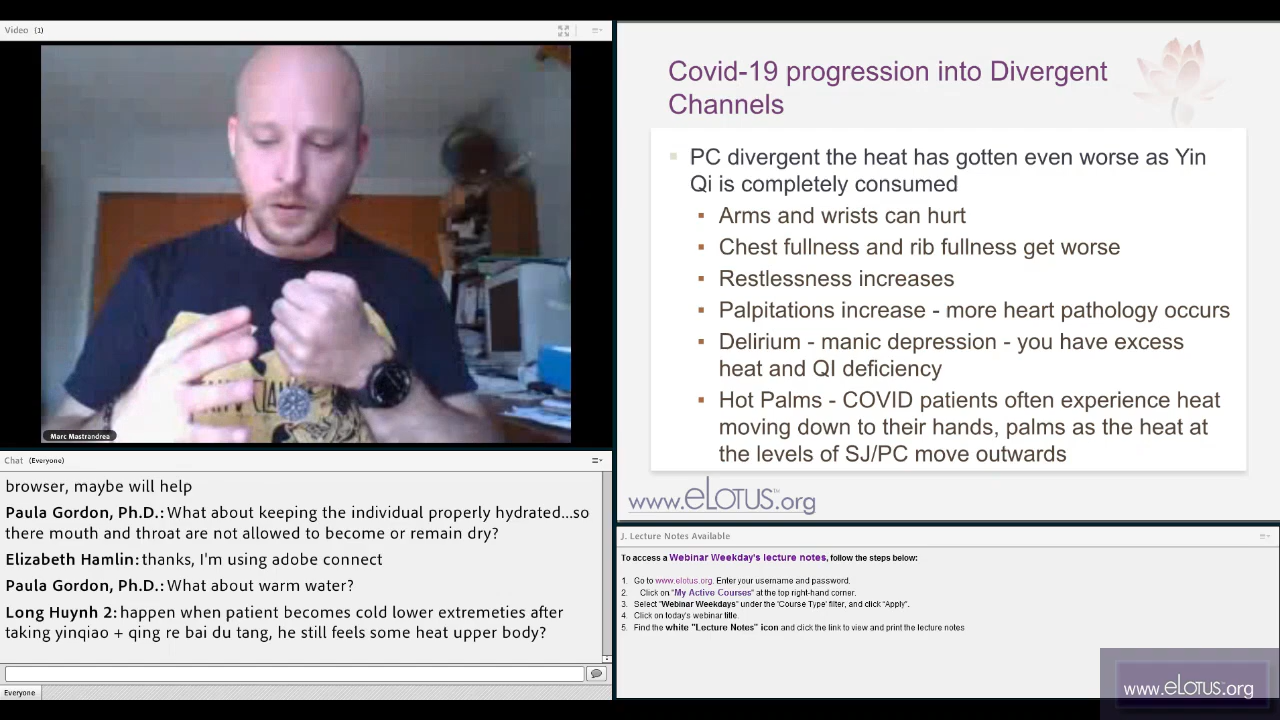 Video (1)
Marc Mastrandrea
Chat (Everyone)
browser, maybe will help
Paula Gordon, Ph.D.: What about keeping the individual properly hydrated...so
there mouth and throat are not allowed to become or remain dry?
Elizabeth Hamlin: thanks, I'm using adobe connect
Paula Gordon, Ph.D.: What about warm water?
Long Huynh 2: happen when patient becomes cold lower extremeties after
taking yinqiao + qing re bai du tang, he still feels some heat upper body?
Everyone
Covid-19 progression into Divergent
Channels
PC divergent the heat has gotten even worse as Yin
Qi is completely consumed
Arms and wrists can hurt
Chest fullness and rib fullness get worse
Restlessness increases
Palpitations increase - more heart pathology occurs
Delirium - manic depression - you have excess
heat and QI deficiency
Hot Palms - COVID patients often experience heat
moving down to their hands, palms as the heat at
the levels of SJ/PC move outwards
www.eLOTUS.org
J. Lecture Notes Available
To access a Webinar Weekday's lecture notes, follow the steps below:
1. Go to www.elotus.org. Enter your username and password.
2. Click on "My Active Courses" at the top right-hand corner.
3. Select "Webinar Weekdays" under the 'Course Type' filter, and click "Apply".
4. Click on today's webinar title.
5. Find the white "Lecture Notes" icon and click the link to view and print the lecture notes
www.eLOTUS.org